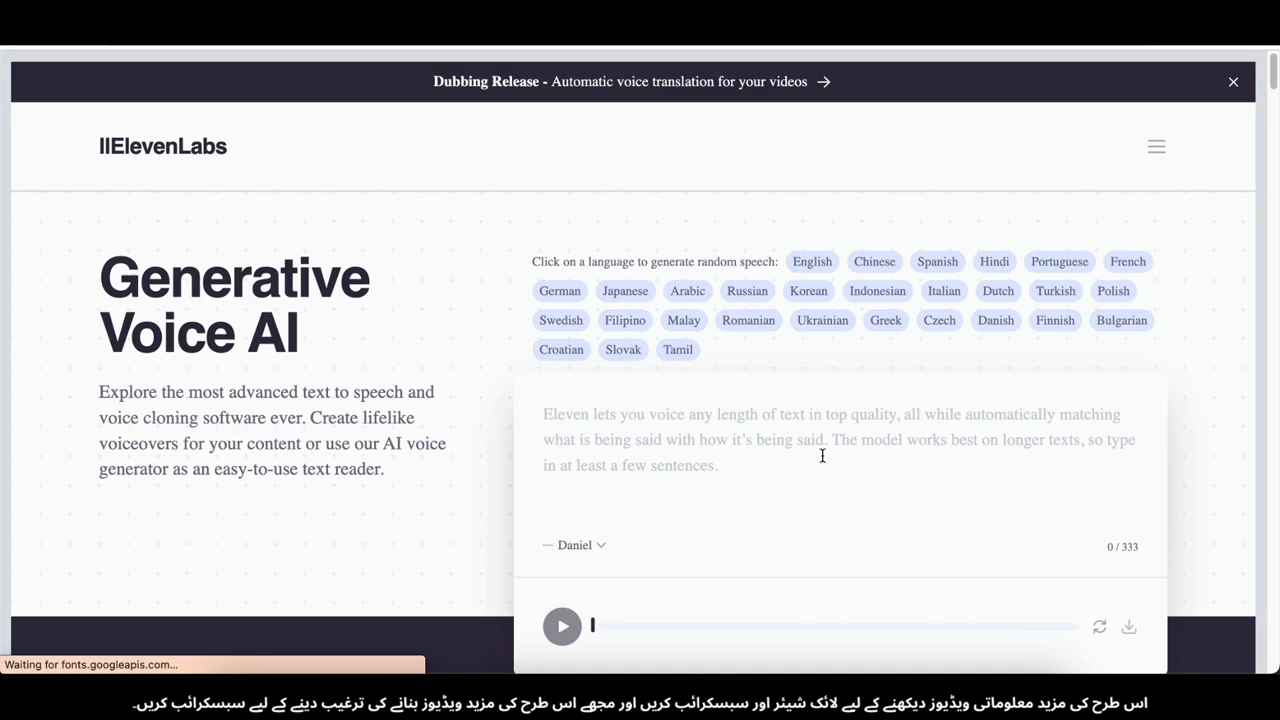 Dubbing Release - Automatic voice translation for your videos →
llElevenLabs
Generative
Voice AI
Explore the most advanced text to speech and
voice cloning software ever. Create lifelike
voiceovers for your content or use our AI voice
generator as an easy-to-use text reader.
Click on a language to generate random speech: English Chinese Spanish Hindi Portuguese French
German Japanese Arabic Russian Korean Indonesian Italian Dutch Turkish Polish
Swedish Filipino Malay Romanian Ukrainian Greek Czech Danish Finnish Bulgarian
Croatian Slovak Tamil
Eleven lets you voice any length of text in top quality, all while automatically matching
what is being said with how it’s being said. The model works best on longer texts, so type
in at least a few sentences.
— Daniel
0 / 333
Waiting for fonts.googleapis.com...
اس طرح کی مزید معلوماتی ویڈیوز دیکھنے کے لیے لائک شیئر اور سبسکرائب کریں اور مجھے اس طرح کی مزید ویڈیوز بنانے کی ترغیب دینے کے لیے سبسکرائب کریں۔